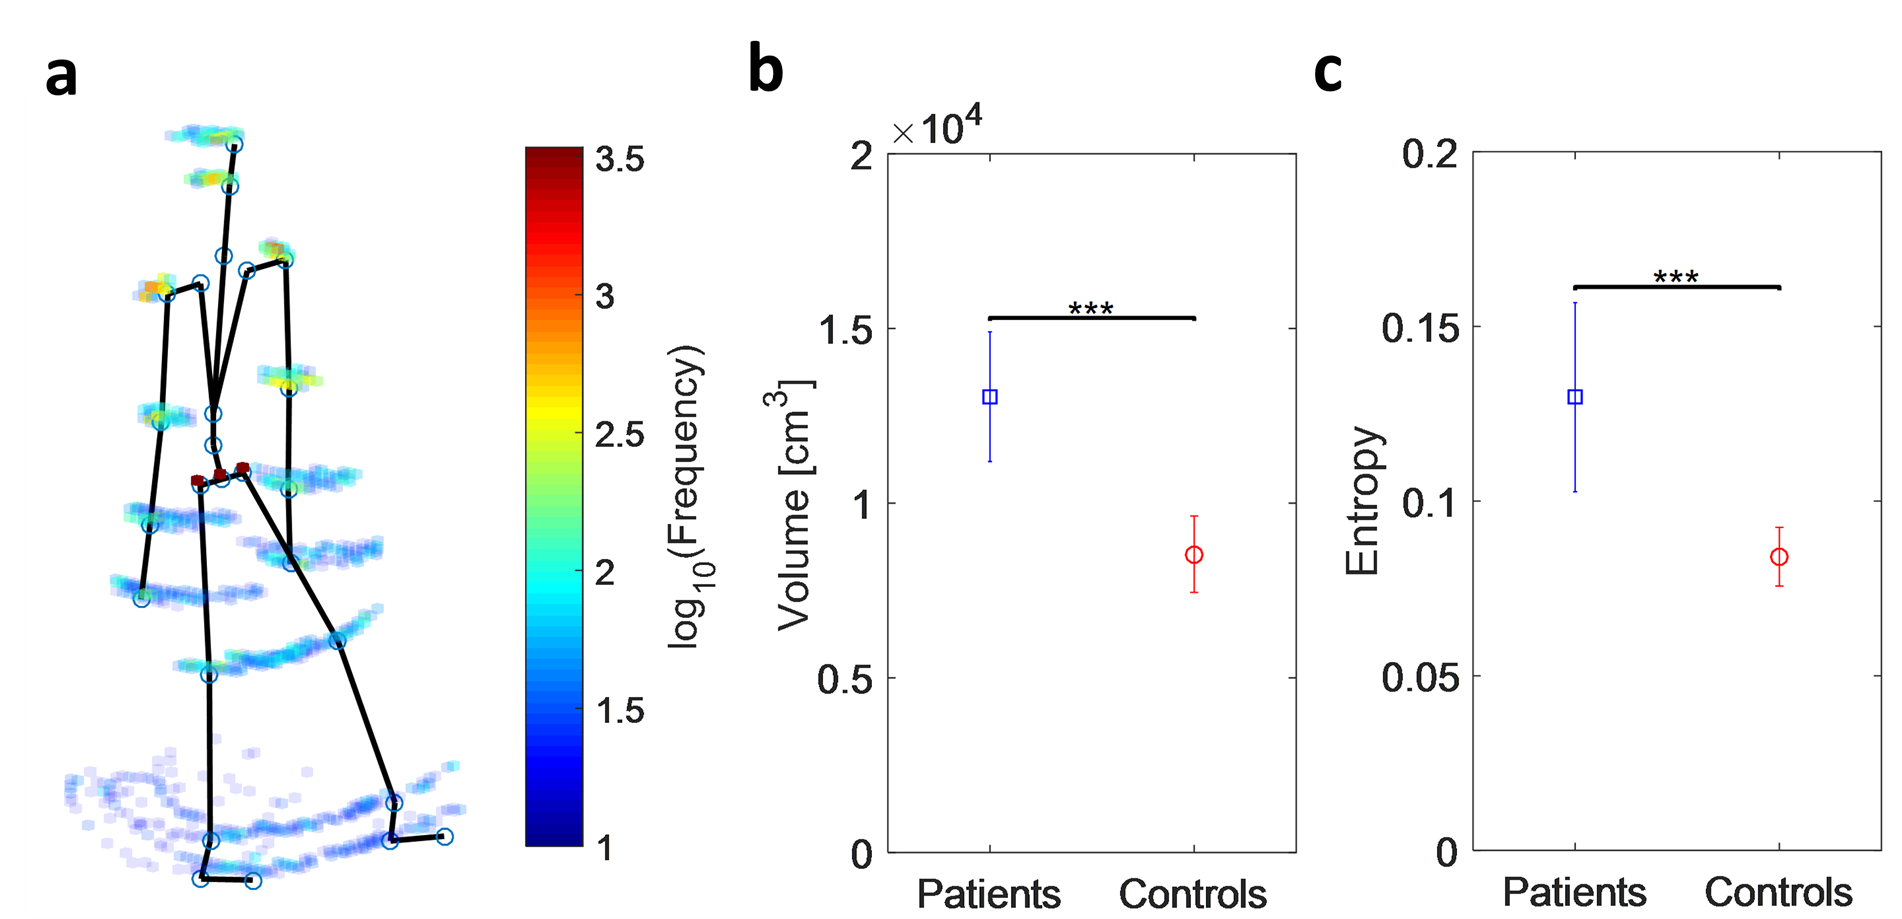 a
3.5
3
2.5
2
1.5
1
log10(Frequency)
b
×10^4
2
1.5
1
0.5
0
Volume [cm^3]
***
Patients Controls
c
0.2
0.15
0.1
0.05
0
Entropy
***
Patients Controls